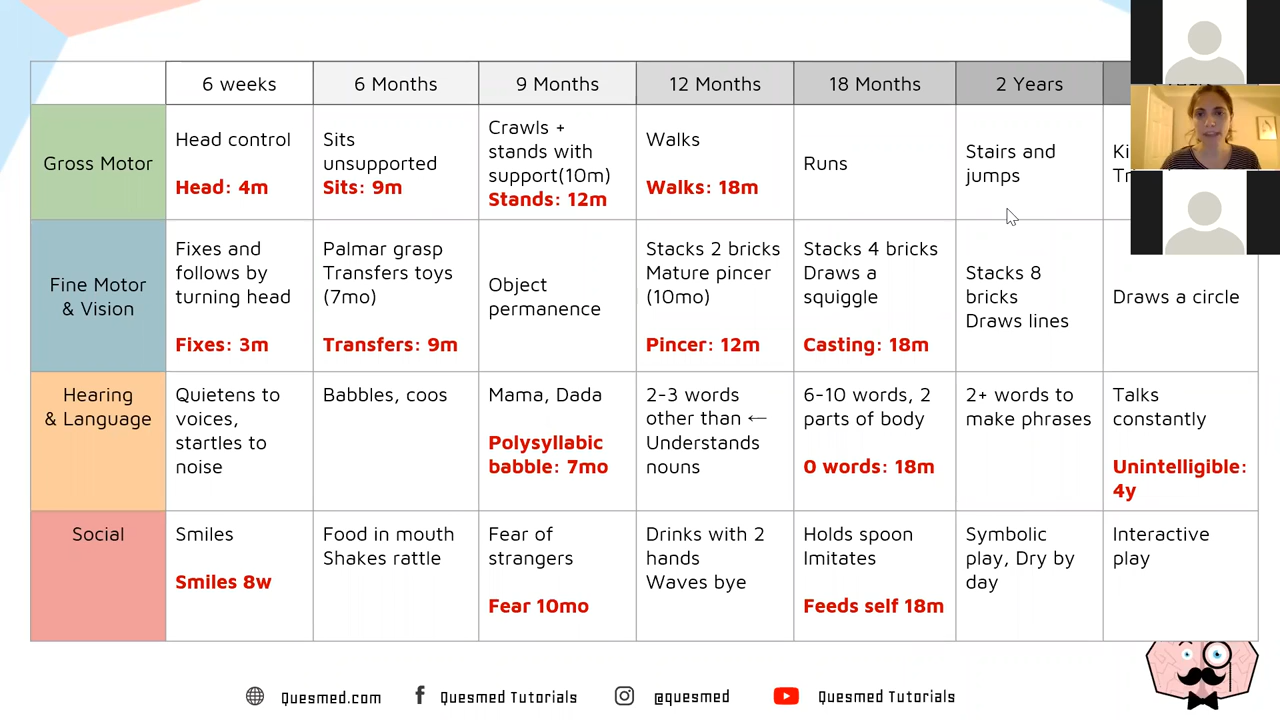 6 weeks
6 Months
9 Months
12 Months
18 Months
2 Years
Gross Motor
Head control
Head: 4m
Sits
unsupported
Sits: 9m
Crawls +
stands with
support(10m)
Stands: 12m
Walks
Walks: 18m
Runs
Stairs and
jumps
Fine Motor
& Vision
Fixes and
follows by
turning head
Fixes: 3m
Palmar grasp
Transfers toys
(7mo)
Transfers: 9m
Object
permanence
Stacks 2 bricks
Mature pincer
(10mo)
Pincer: 12m
Stacks 4 bricks
Draws a
squiggle
Casting: 18m
Stacks 8
bricks
Draws lines
Draws a circle
Hearing
& Language
Quietens to
voices,
startles to
noise
Babbles, coos
Mama, Dada
Polysyllabic
babble: 7mo
2-3 words
other than ←
Understands
nouns
6-10 words, 2
parts of body
0 words: 18m
2+ words to
make phrases
Talks
constantly
Unintelligible:
4y
Social
Smiles
Smiles 8w
Food in mouth
Shakes rattle
Fear of
strangers
Fear 10mo
Drinks with 2
hands
Waves bye
Holds spoon
Imitates
Feeds self 18m
Symbolic
play, Dry by
day
Interactive
play
Quesmed.com
Quesmed Tutorials
@quesmed
Quesmed Tutorials